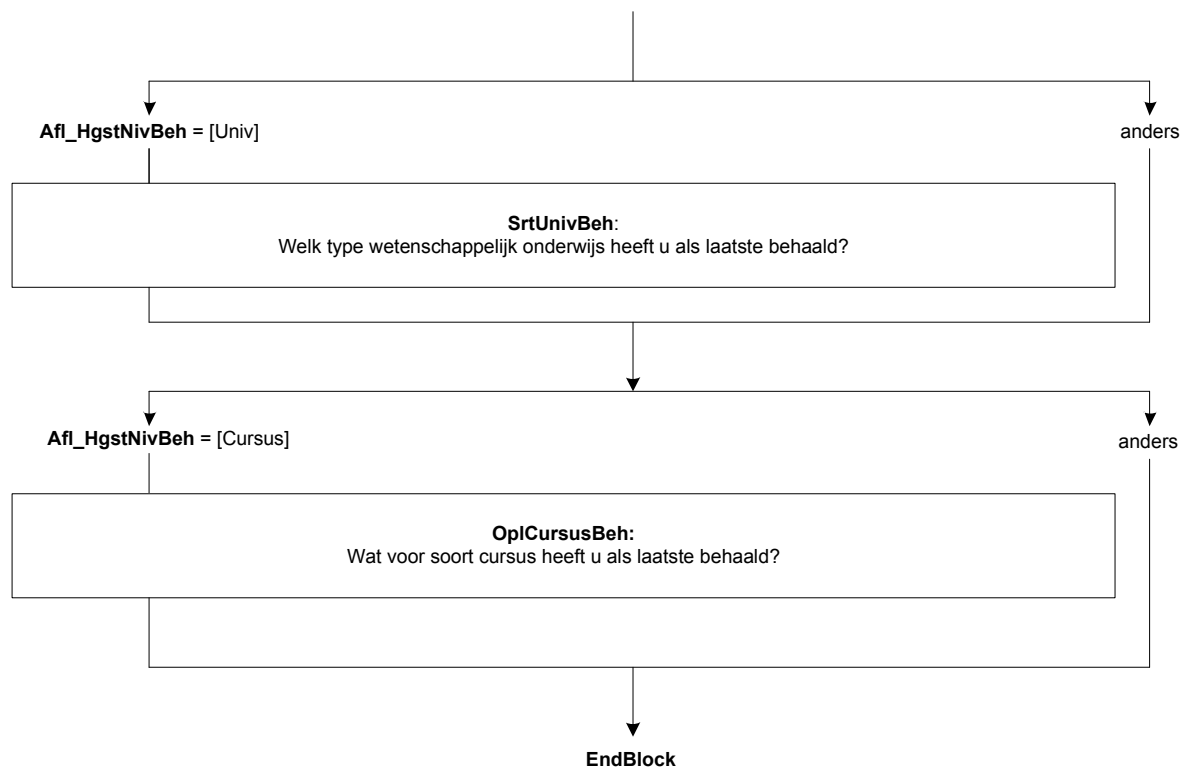 Afl_HgstNivBeh = [Univ]
anders
SrtUnivBeh:
Welk type wetenschappelijk onderwijs heeft u als laatste behaald?
Afl_HgstNivBeh = [Cursus]
anders
OplCursusBeh:
Wat voor soort cursus heeft u als laatste behaald?
EndBlock